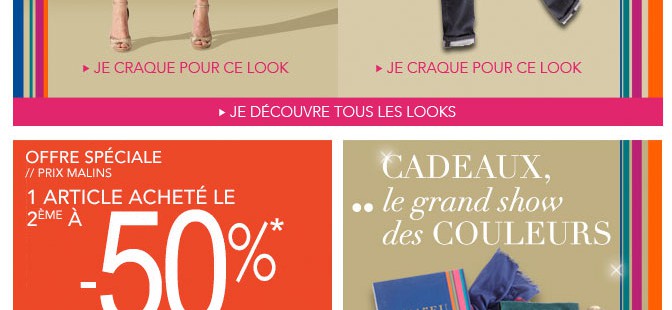 JE CRAQUE POUR CE LOOK
JE CRAQUE POUR CE LOOK
JE DÉCOUVRE TOUS LES LOOKS
OFFRE SPÉCIALE
// PRIX MALINS
1 ARTICLE ACHETÉ LE
2ÈME À
-50%*
CADEAUX,
le grand show
des COULEURS